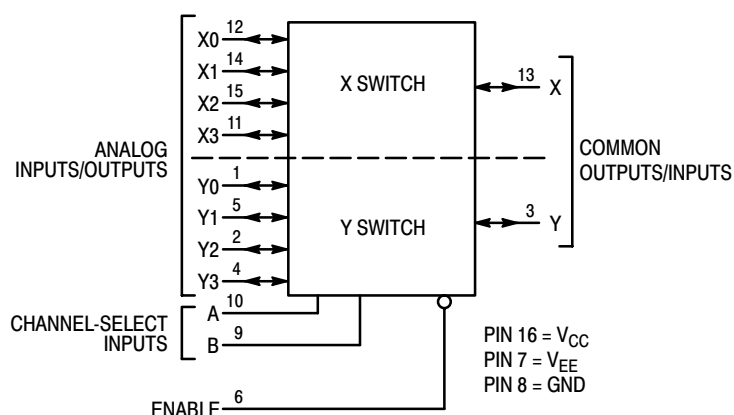 X0 12
X1 14
X2 15
X3 11
X SWITCH
13 X
ANALOG
INPUTS/OUTPUTS
COMMON
OUTPUTS/INPUTS
Y0 1
Y1 5
Y2 2
Y3 4
Y SWITCH
3 Y
CHANNEL-SELECT
INPUTS
A 10
B 9
PIN 16 = VCC
PIN 7 = VEE
PIN 8 = GND
ENABLE 6